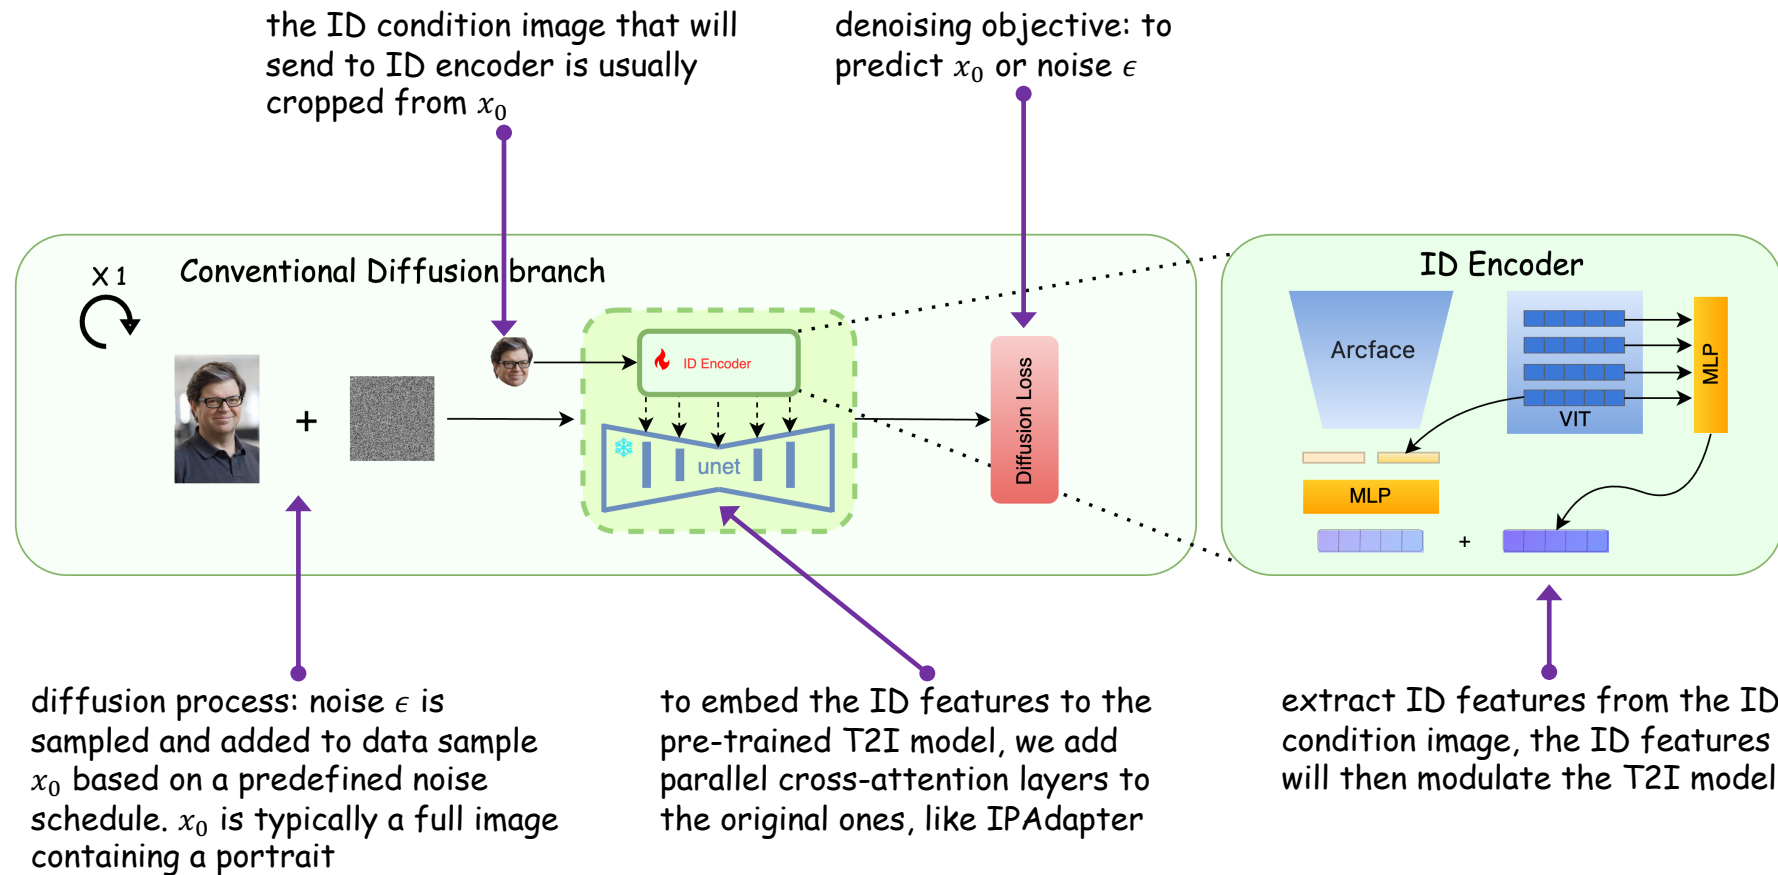 the ID condition image that will
send to ID encoder is usually
cropped from x₀
denoising objective: to
predict x₀ or noise ϵ
X 1
Conventional Diffusion branch
ID Encoder
unet
Diffusion Loss
ID Encoder
Arcface
VIT
MLP
MLP
+
+
diffusion process: noise ϵ is
sampled and added to data sample
x₀ based on a predefined noise
schedule. x₀ is typically a full image
containing a portrait
to embed the ID features to the
pre-trained T2I model, we add
parallel cross-attention layers to
the original ones, like IPAdapter
extract ID features from the ID
condition image, the ID features
will then modulate the T2I model